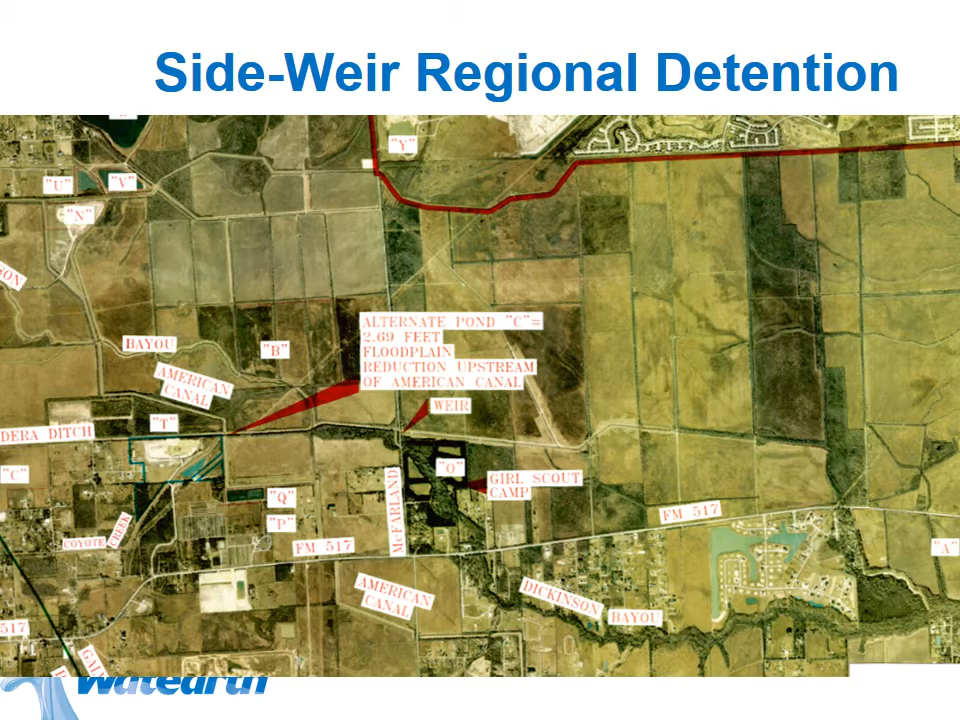 Side-Weir Regional Detention
"Y"
"U"
"V"
"N"
BAYOU
"B"
ALTERNATE POND "C"=
2.69 FEET
FLOODPLAIN
REDUCTION UPSTREAM
OF AMERICAN CANAL
AMERICAN
CANAL
WEIR
"T"
DERA DITCH
"C"
"O"
GIRL SCOUT
CAMP
McFARLAND
"Q"
"P"
COYOTE CREEK
FM 517
FM 517
"A"
AMERICAN
CANAL
DICKINSON BAYOU
517
Watearth